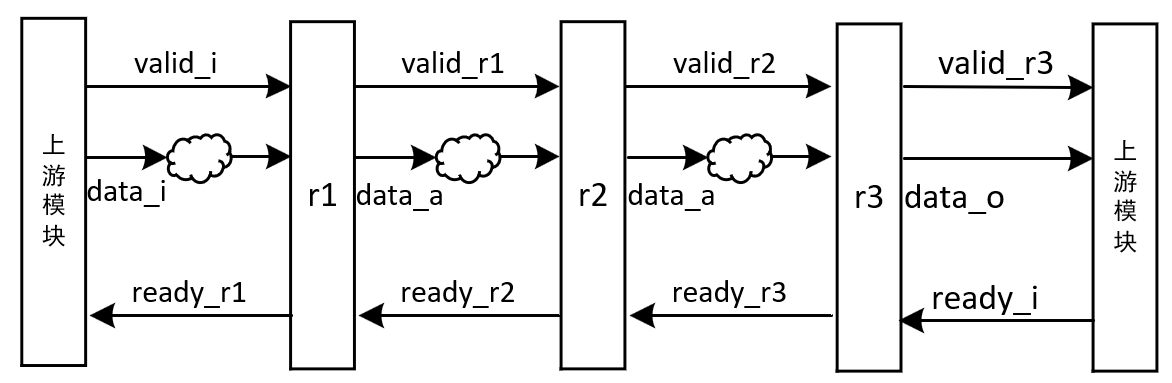 valid_i
valid_r1
valid_r2
valid_r3
上游模块
data_i
r1
data_a
r2
data_a
r3
data_o
上游模块
ready_r1
ready_r2
ready_r3
ready_i